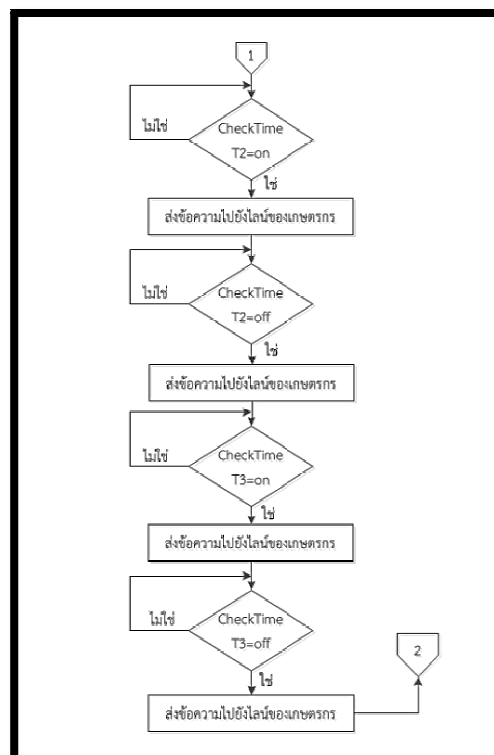 1
CheckTime
T2=on
ไม่ใช่
ใช่
ส่งข้อความไปยังไลน์ของเกษตรกร
CheckTime
T2=off
ไม่ใช่
ใช่
ส่งข้อความไปยังไลน์ของเกษตรกร
CheckTime
T3=on
ไม่ใช่
ใช่
ส่งข้อความไปยังไลน์ของเกษตรกร
CheckTime
T3=off
ไม่ใช่
ใช่
ส่งข้อความไปยังไลน์ของเกษตรกร
2